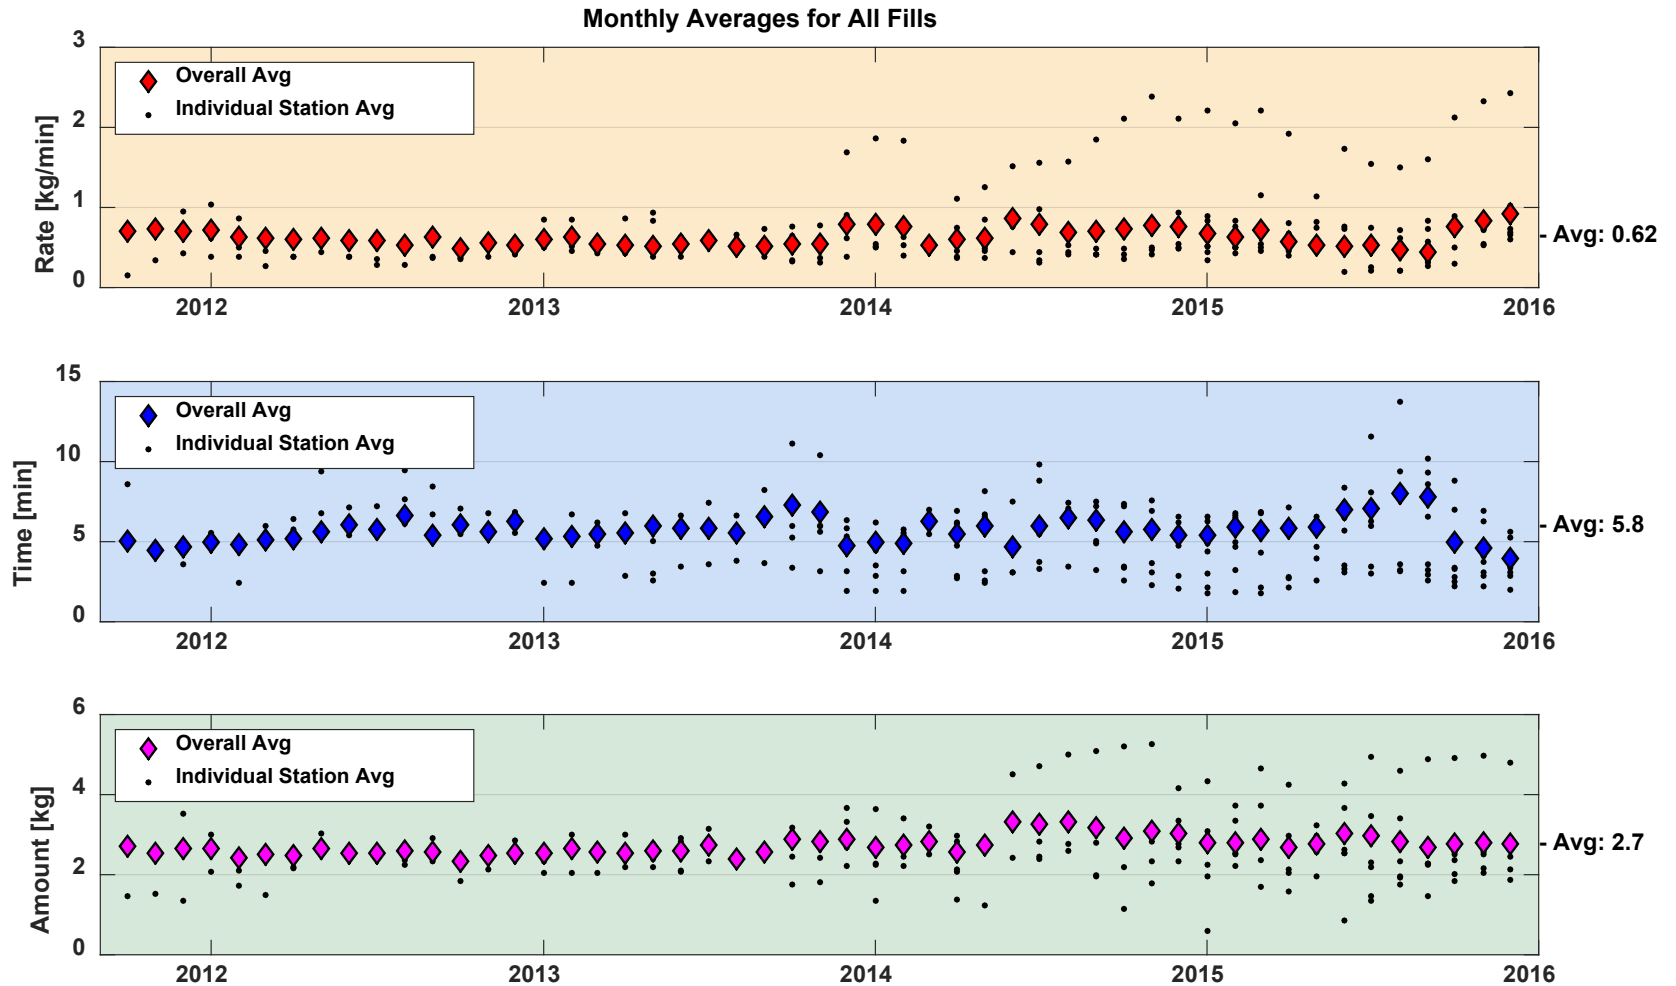 Monthly Averages for All Fills
3
2
1
0
Rate [kg/min]
Overall Avg
Individual Station Avg
2012
2013
2014
2015
2016
Avg: 0.62
15
10
5
0
Time [min]
Overall Avg
Individual Station Avg
2012
2013
2014
2015
2016
Avg: 5.8
6
4
2
0
Amount [kg]
Overall Avg
Individual Station Avg
2012
2013
2014
2015
2016
Avg: 2.7